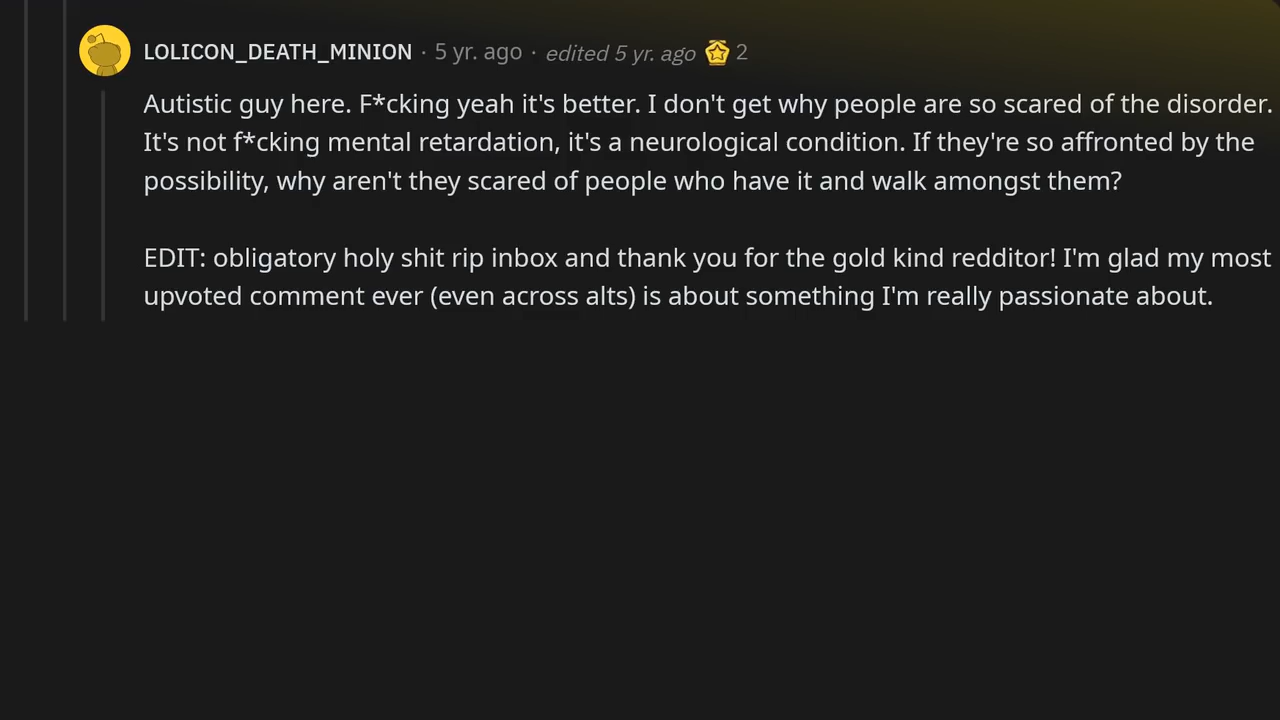 LOLICON_DEATH_MINION · 5 yr. ago · edited 5 yr. ago 2
Autistic guy here. F*cking yeah it's better. I don't get why people are so scared of the disorder.
It's not f*cking mental retardation, it's a neurological condition. If they're so affronted by the
possibility, why aren't they scared of people who have it and walk amongst them?
EDIT: obligatory holy shit rip inbox and thank you for the gold kind redditor! I'm glad my most
upvoted comment ever (even across alts) is about something I'm really passionate about.